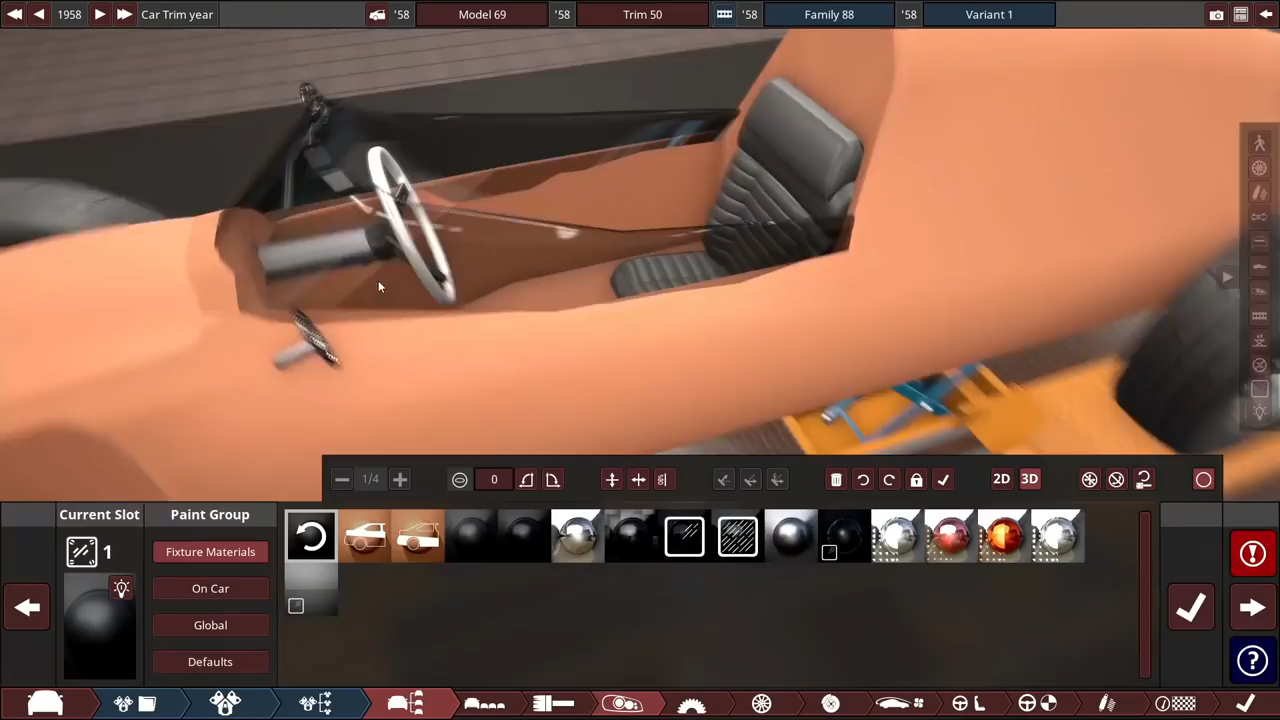 1958 Car Trim year '58 Model 69 '58 Trim 50 '58 Family 88 '58 Variant 1
1/4 0 2D 3D
Current Slot Paint Group
1 Fixture Materials
On Car
Global
Defaults